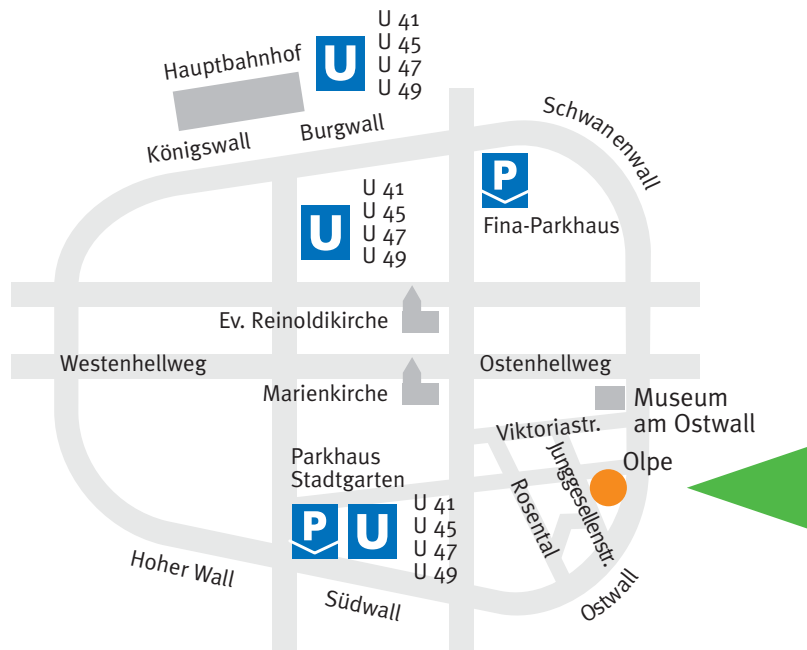 U 41
U 45
U 47
U 49
Hauptbahnhof
U
Königswall
Burgwall
Schwanenwall
P
Fina-Parkhaus
U
U 41
U 45
U 47
U 49
Ev. Reinoldikirche
Westenhellweg
Ostenhellweg
Marienkirche
Museum
am Ostwall
Viktoriastr.
Olpe
Junggesellenstr.
Rosental
Parkhaus
Stadtgarten
P
U
U 41
U 45
U 47
U 49
Hoher Wall
Südwall
Ostwall